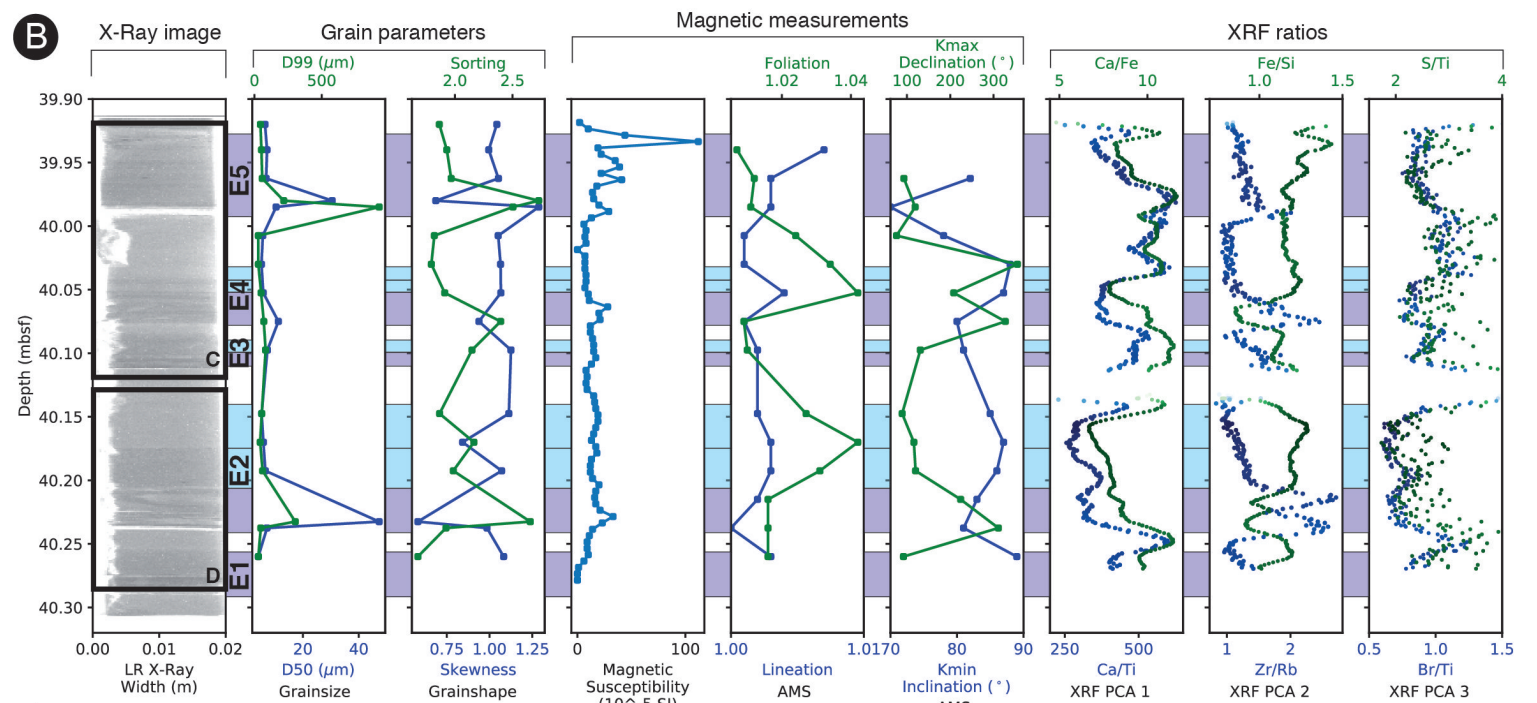 B
X-Ray image
Grain parameters
Magnetic measurements
XRF ratios
D99 (μm)
0 500
Sorting
2.0 2.5
Foliation
1.02 1.04
Kmax
Declination (°)
100 200 300
Ca/Fe
5 10
Fe/Si
1.0 1.5
S/Ti
2 4
Depth (mbsf)
39.90
39.95
40.00
40.05
40.10
40.15
40.20
40.25
40.30
E5
E4
E3
E2
E1
C
D
0.00 0.01 0.02
LR X-Ray
Width (m)
20 40
D50 (μm)
Grainsize
0.75 1.00 1.25
Skewness
Grainshape
0 100
Magnetic
Susceptibility
1.00 1.01
Lineation
AMS
70 80 90
Kmin
Inclination (°)
250 500
Ca/Ti
XRF PCA 1
1 2
Zr/Rb
XRF PCA 2
0.5 1.0 1.5
Br/Ti
XRF PCA 3